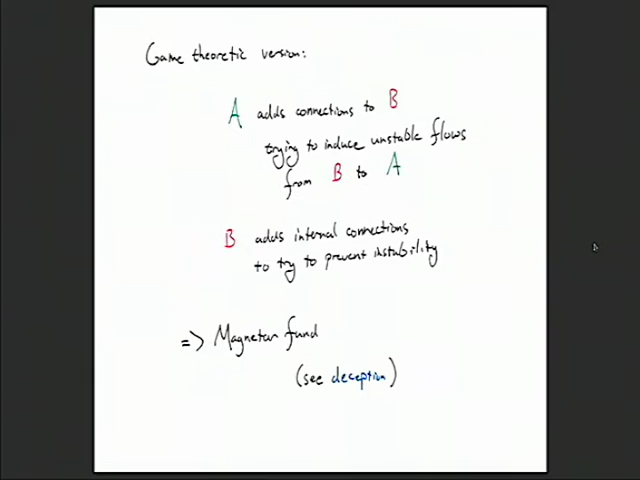 Game theoretic version:
A adds connections to B
trying to induce unstable flows
from B to A
B adds internal connections
to try to prevent instability
=> Magnetar fund
(see deception)